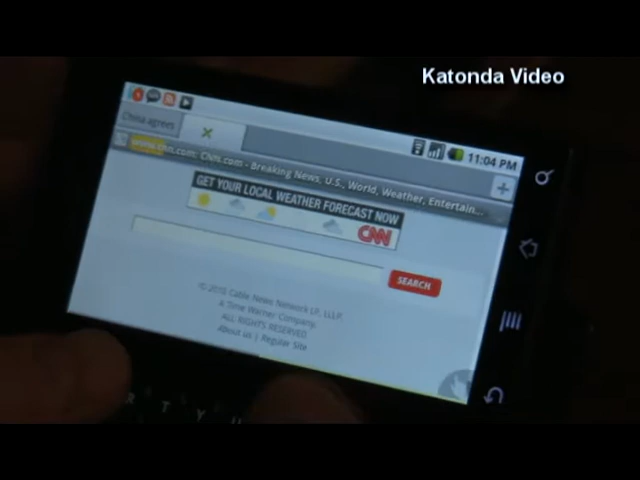 Katonda Video
11:04 PM
China agrees
www.cnn.com: Cnn.com - Breaking News, U.S., World, Weather, Entertain...
GET YOUR LOCAL WEATHER FORECAST NOW
CNN
SEARCH
© 2010 Cable News Network LP, LLLP.
A Time Warner Company.
ALL RIGHTS RESERVED
About us | Regular Site
R T Y U